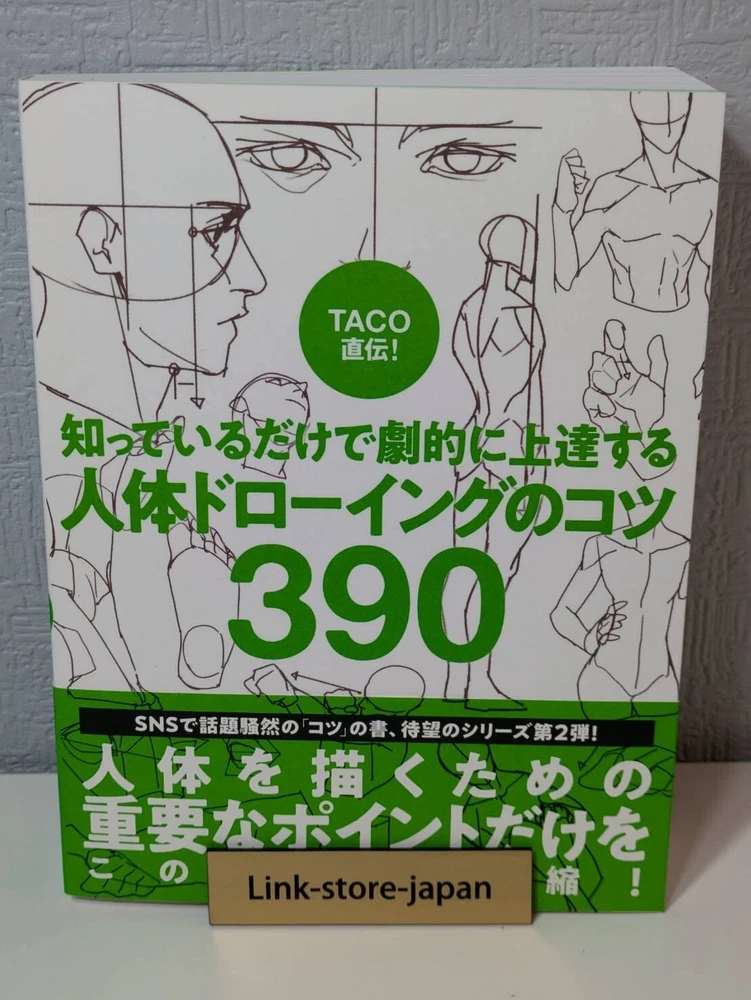 TACO
直伝!
知っているだけで劇的に上達する
人体ドローイングのコツ
390
SNSで話題騒然の「コツ」の書、待望のシリーズ第2弾!
人体を描くための
重要なポイントだけを
この 縮!
Link-store-japan